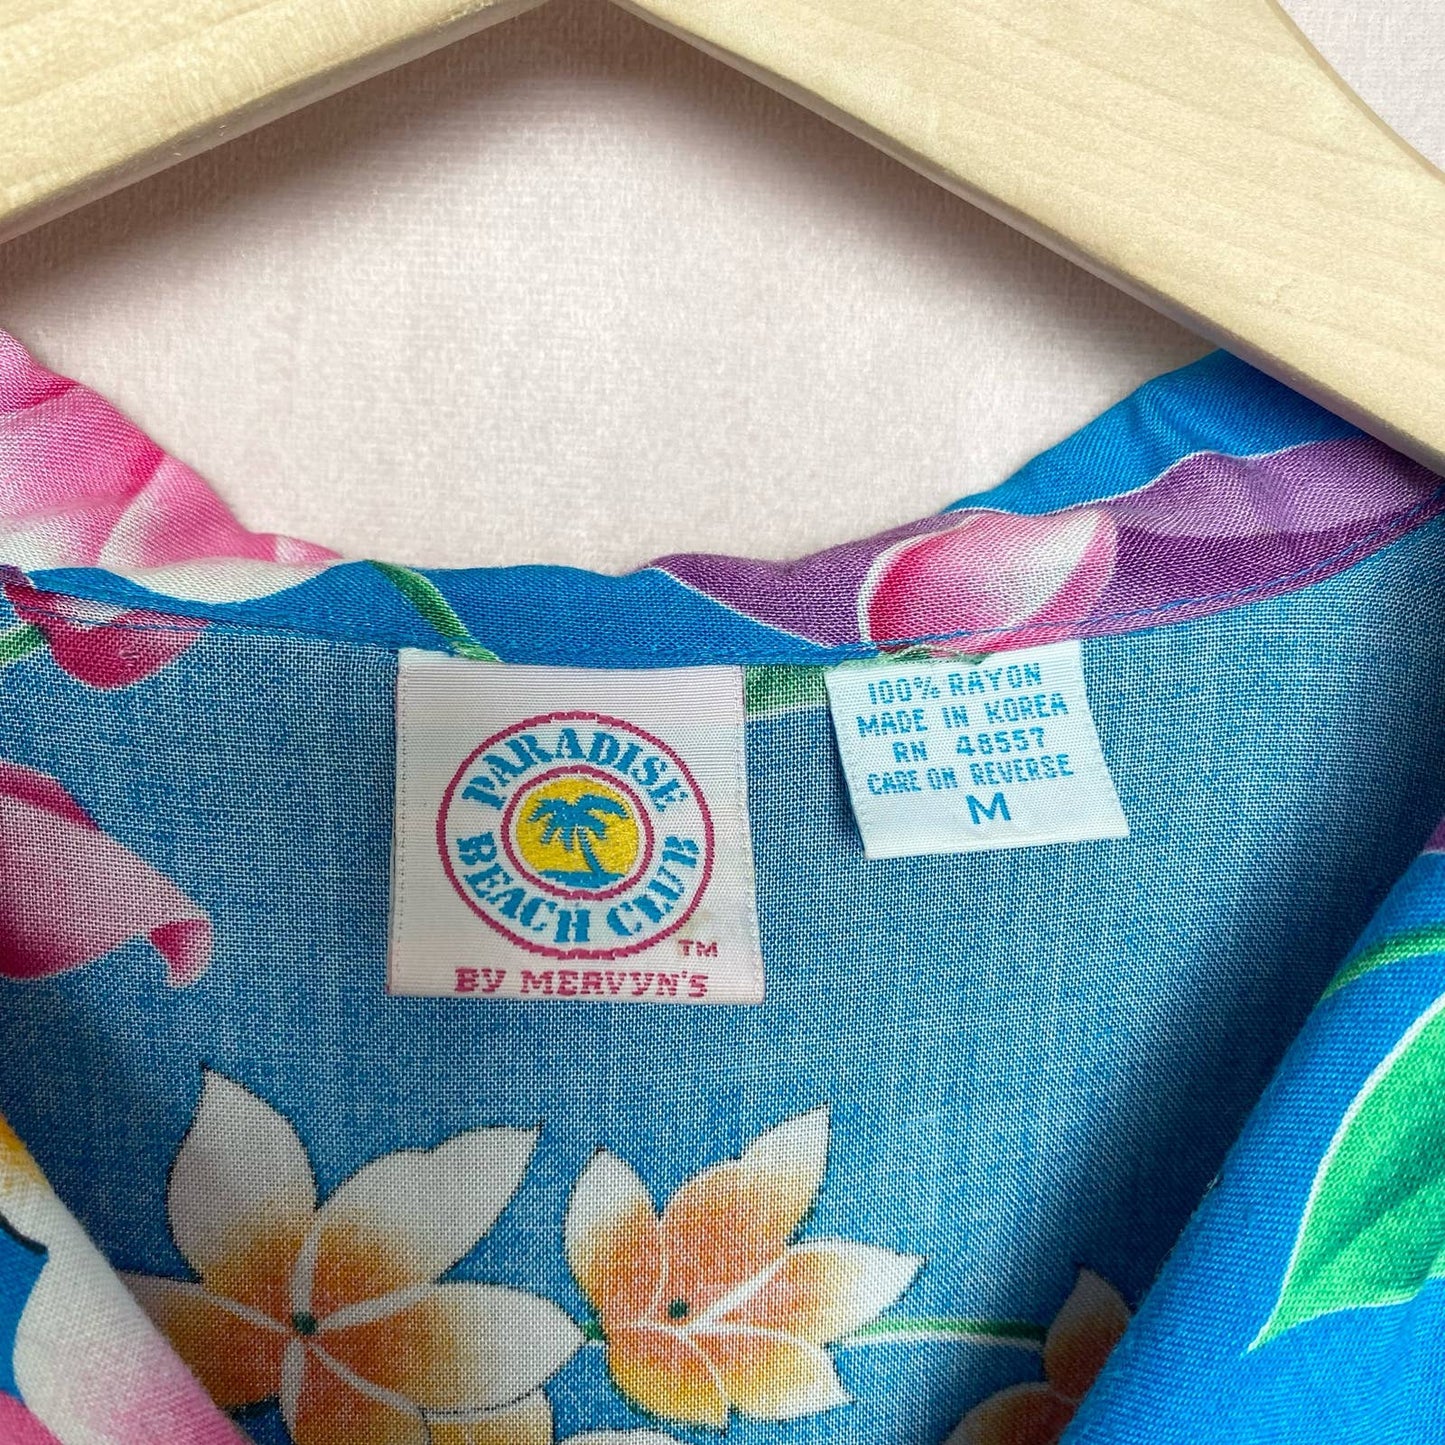 PARADISE
BEACH CLUB
TM
BY MERVYN'S
100% RAYON
MADE IN KOREA
RN 48557
CARE ON REVERSE
M